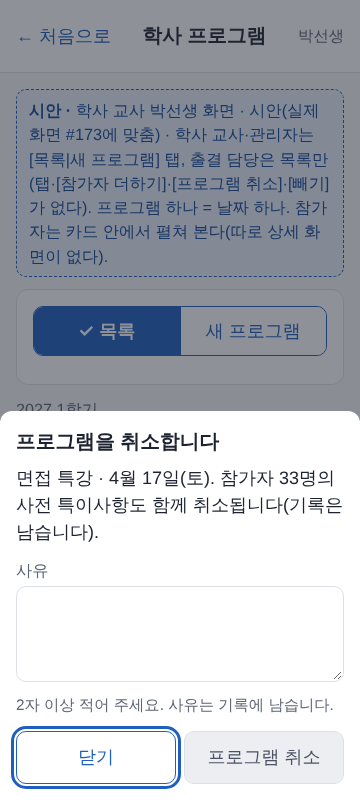 ← 처음으로 학사 프로그램 박선생
시안 · 학사 교사 박선생 화면 · 시안(실제
화면 #173에 맞춤) · 학사 교사·관리자는
[목록|새 프로그램] 탭, 출결 담당은 목록만
(탭·[참가자 더하기]·[프로그램 취소]·[빼기]
가 없다). 프로그램 하나 = 날짜 하나. 참가
자는 카드 안에서 펼쳐 본다(따로 상세 화
면이 없다).
✓ 목록 새 프로그램
2027 1학기
프로그램을 취소합니다
면접 특강 · 4월 17일(토). 참가자 33명의
사전 특이사항도 함께 취소됩니다(기록은
남습니다).
사유
2자 이상 적어 주세요. 사유는 기록에 남습니다.
닫기 프로그램 취소